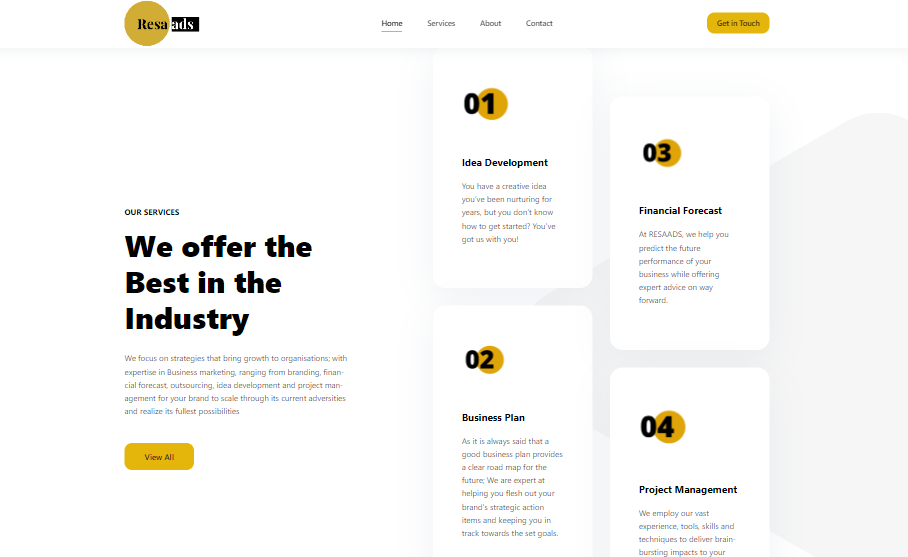 Resa ads
Home
Services
About
Contact
Get in Touch
OUR SERVICES
We offer the
Best in the
Industry
We focus on strategies that bring growth to organisations; with
expertise in Business marketing, ranging from branding, finan-
cial forecast, outsourcing, idea development and project man-
agement for your brand to scale through its current adversities
and realize its fullest possibilities
View All
01
Idea Development
You have a creative idea
you've been nurturing for
years, but you don't know
how to get started? You've
got us with you!
02
Business Plan
As it is always said that a
good business plan provides
a clear road map for the
future; We are expert at
helping you flesh out your
brand's strategic action
items and keeping you in
track towards the set goals.
03
Financial Forecast
At RESAADS, we help you
predict the future
performance of your
business while offering
expert advice on way
forward.
04
Project Management
We employ our vast
experience, tools, skills and
techniques to deliver brain-
bursting impacts to your